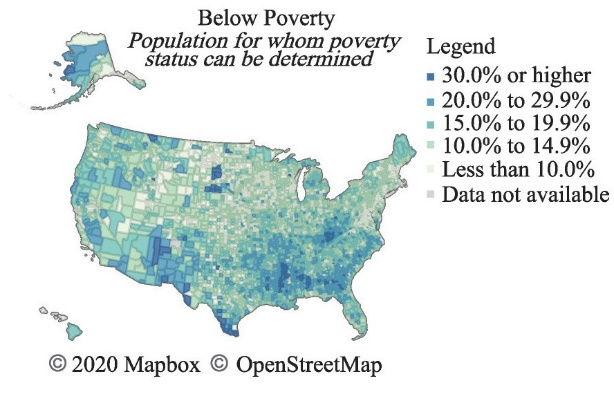 Below Poverty
Population for whom poverty
status can be determined
Legend
30.0% or higher
20.0% to 29.9%
15.0% to 19.9%
10.0% to 14.9%
Less than 10.0%
Data not available
© 2020 Mapbox © OpenStreetMap